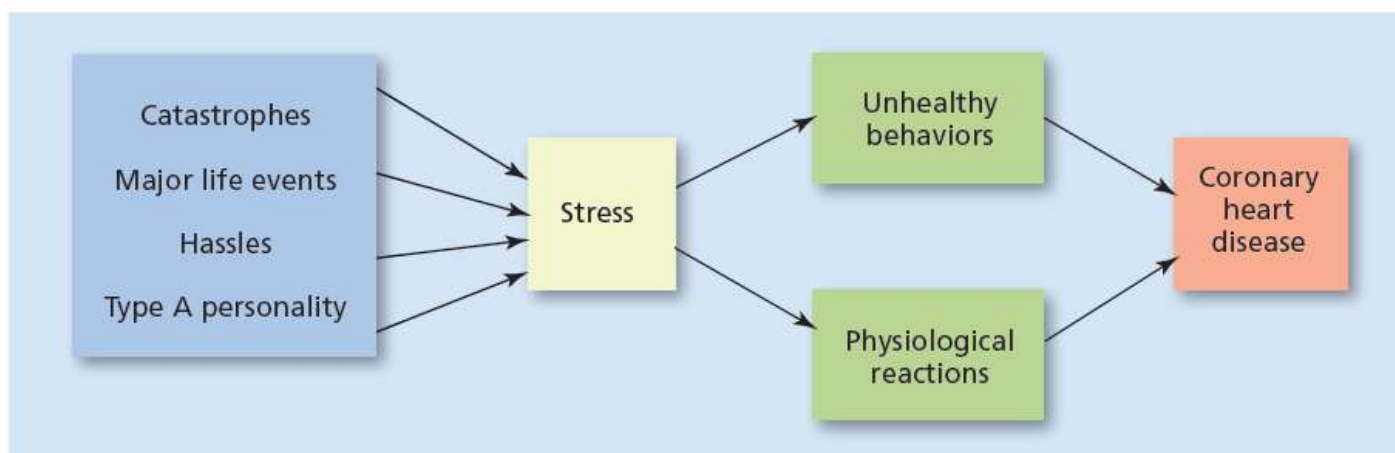 Catastrophes
Major life events
Hassles
Type A personality
Stress
Unhealthy
behaviors
Physiological
reactions
Coronary
heart
disease